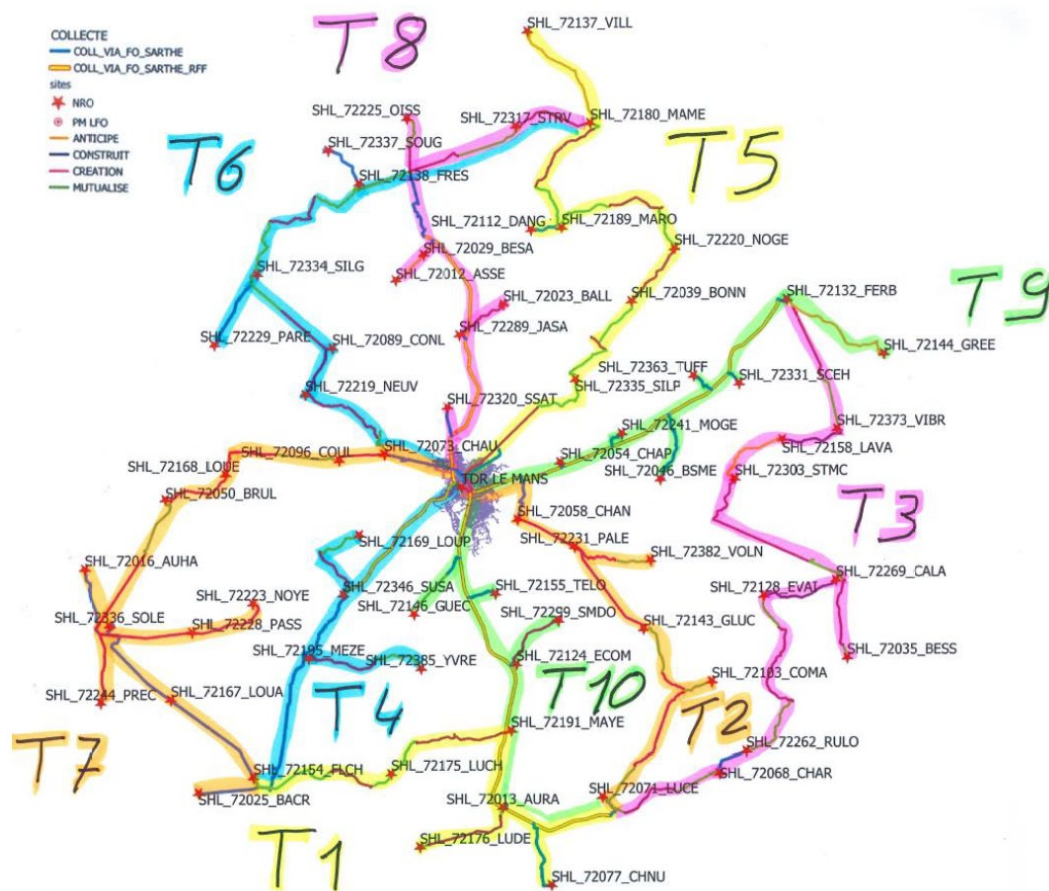 COLLECTE
COLL_VIA_FO_SARTHE
COLL_VIA_FO_SARTHE_RFF
sites
NRO
PM LFO
ANTICIPE
CONSTRUIT
CREATION
MUTUALISE
T8
SHL_72137_VILL
SHL_72225_OISS
SHL_72317_STRV
SHL_72180_MAME
SHL_72337_SOUG
T6
SHL_72138_FRES
T5
SHL_72112_DANG
SHL_72189_MARO
SHL_72029_BESA
SHL_72220_NOGE
SHL_72334_SILG
SHL_72012_ASSE
SHL_72023_BALL
SHL_72039_BONN
SHL_72132_FERB
T9
SHL_72229_PARE
SHL_72089_CONL
SHL_72289_JASA
SHL_72144_GREE
SHL_72363_TUFF
SHL_72335_SILP
SHL_72331_SCEH
SHL_72219_NEUV
SHL_72320_SSAT
SHL_72241_MOGE
SHL_72373_VIBR
SHL_72073_CHAU
SHL_72096_COUL
SHL_72158_LAVA
SHL_72054_CHAP
SHL_72168_LOUE
SHL_72046_BSME
SHL_72303_STMC
TDR LE MANS
SHL_72050_BRUL
T3
SHL_72058_CHAN
SHL_72169_LOUP
SHL_72231_PALE
SHL_72382_VOLN
SHL_72016_AUHA
SHL_72269_CALA
SHL_72346_SUSA
SHL_72155_TELO
SHL_72128_EVAI
SHL_72223_NOYE
SHL_72146_GUEC
SHL_72299_SMDO
SHL_72336_SOLE
SHL_72228_PASS
SHL_72143_GLUC
SHL_72195_MEZE
SHL_72385_YVRE
SHL_72124_ECOM
SHL_72035_BESS
SHL_72103_COMA
T10
SHL_72244_PREC
SHL_72167_LOUA
T4
T2
SHL_72191_MAYE
T7
SHL_72262_RULO
SHL_72154_FLCH
SHL_72175_LUCH
SHL_72068_CHAR
SHL_72025_BACR
SHL_72071_LUCE
SHL_72013_AURA
T1
SHL_72176_LUDE
SHL_72077_CHNU